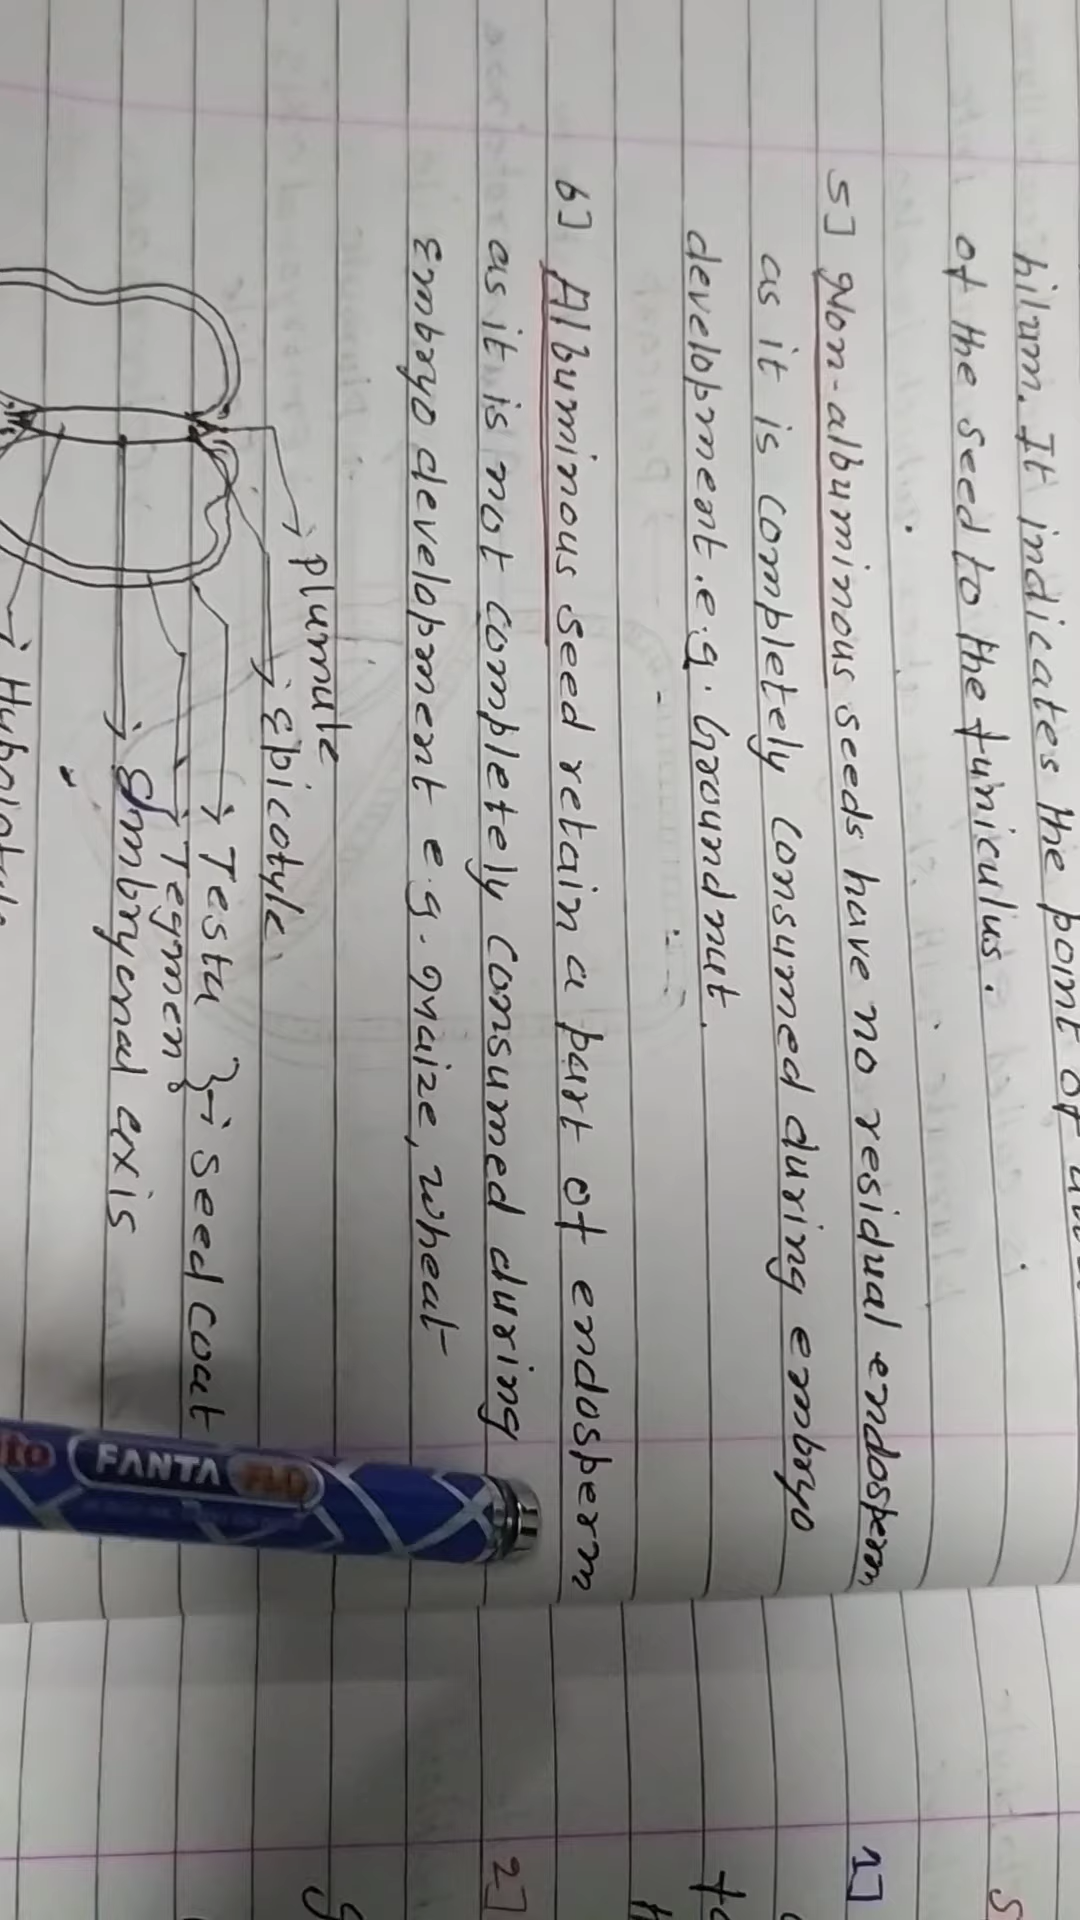 hilum. It indicates the point of
of the seed to the funiculus.
5] Non-albuminous seeds have no residual endosperm,
as it is completely consumed during embryo
development. e.g. Groundnut.
6] Albuminous seed retain a part of endosperm
as it is not completely consumed during
Embryo development e.g. Maize, wheat
plumule
Epicotyle
Testa
Tegmen
} → Seed coat
Embryonal axis
FANTA
1]
2]